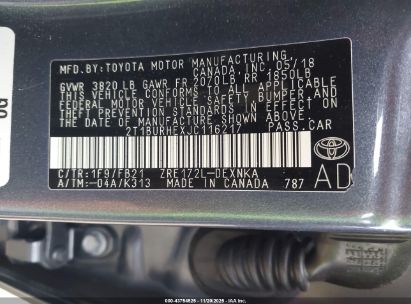 MFD.BY: TOYOTA MOTOR MANUFACTURING,
CANADA, INC. 05/18
GVWR 3820 LB GAWR FR 2070LB RR 1850LB
THIS VEHICLE CONFORMS TO ALL APPLICABLE
FEDERAL MOTOR VEHICLE SAFETY, BUMPER, AND
THEFT PREVENTION STANDARDS IN EFFECT ON
THE DATE OF MANUFACTURE SHOWN ABOVE.
2T1BURHEXJC116217 PASS.CAR
C/TR: 1F9/FB21 ZRE172L-DEXNKA
A/TM: -04A/K313 MADE IN CANADA 787
AD
TOYOTA